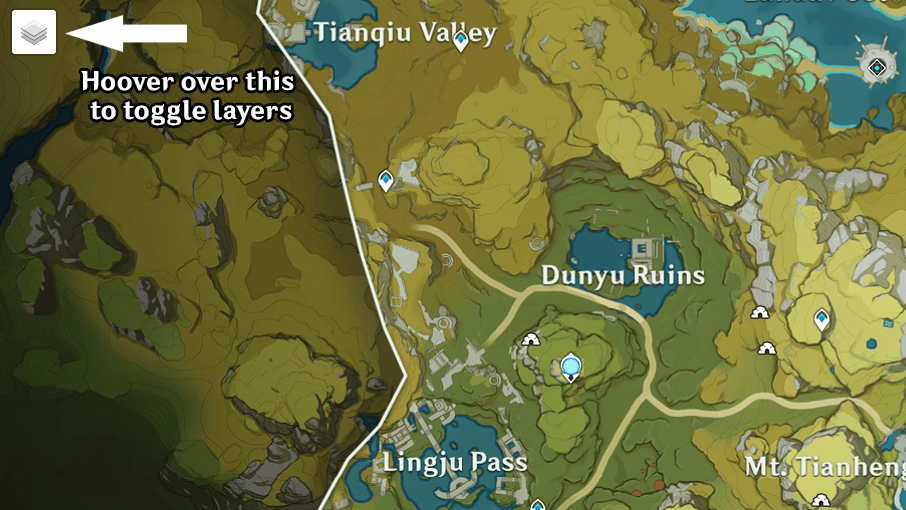 Tianqiu Valley
Hoover over this
to toggle layers
Dunyu Ruins
Lingju Pass
Mt. Tianheng